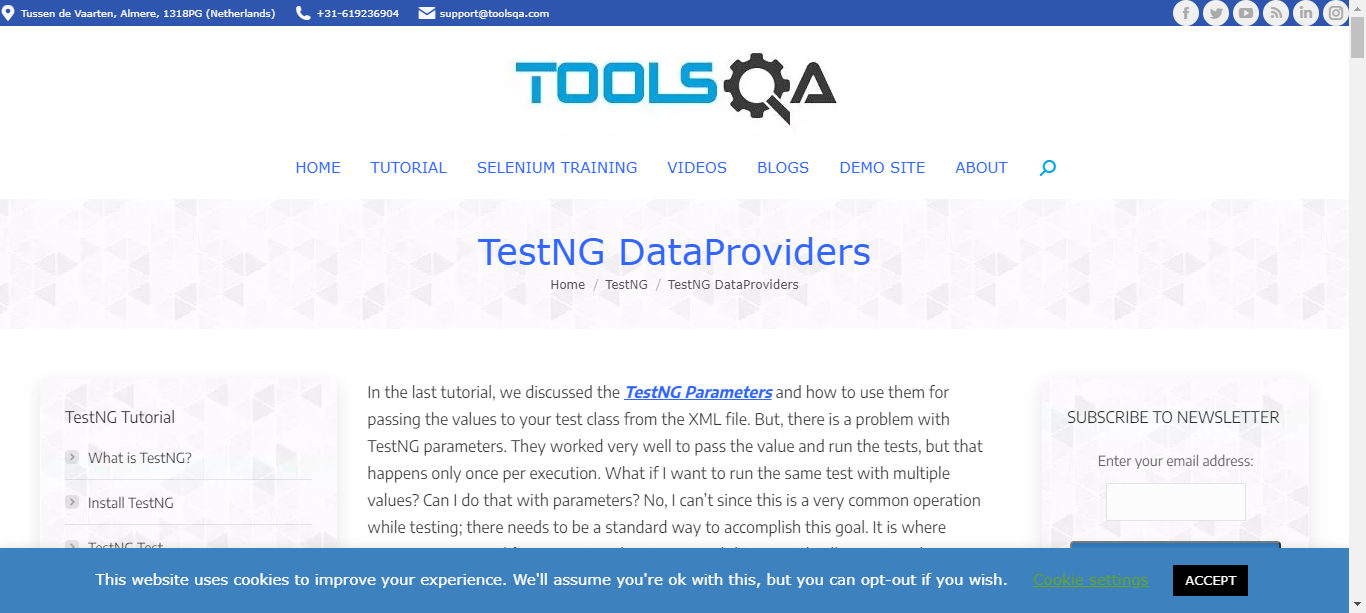 Tussen de Vaarten, Almere, 1318PG (Netherlands) +31-619236904 support@toolsqa.com
TOOLSQA
HOME TUTORIAL SELENIUM TRAINING VIDEOS BLOGS DEMO SITE ABOUT
TestNG DataProviders
Home / TestNG / TestNG DataProviders
TestNG Tutorial
What is TestNG?
Install TestNG
TestNG Test
In the last tutorial, we discussed the TestNG Parameters and how to use them for
passing the values to your test class from the XML file. But, there is a problem with
TestNG parameters. They worked very well to pass the value and run the tests, but that
happens only once per execution. What if I want to run the same test with multiple
values? Can I do that with parameters? No, I can’t since this is a very common operation
while testing; there needs to be a standard way to accomplish this goal. It is where
SUBSCRIBE TO NEWSLETTER
Enter your email address:
This website uses cookies to improve your experience. We'll assume you're ok with this, but you can opt-out if you wish. Cookie settings ACCEPT